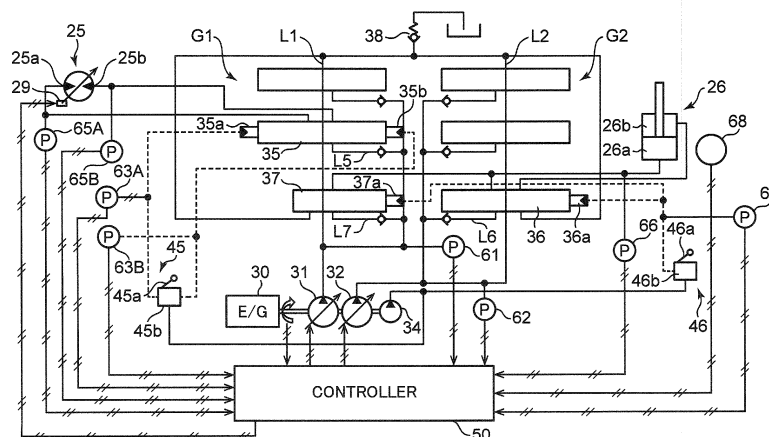 25
25a
25b
29
G1
L1
38
L2
G2
35a
35b
35
L5
65A
65B
63A
63B
37
37a
L7
L6
36
36a
26
26b
26a
68
66
46a
46b
46
45
45a
45b
30
E/G
31
32
34
61
62
P
P
P
P
P
P
P
P
CONTROLLER
50